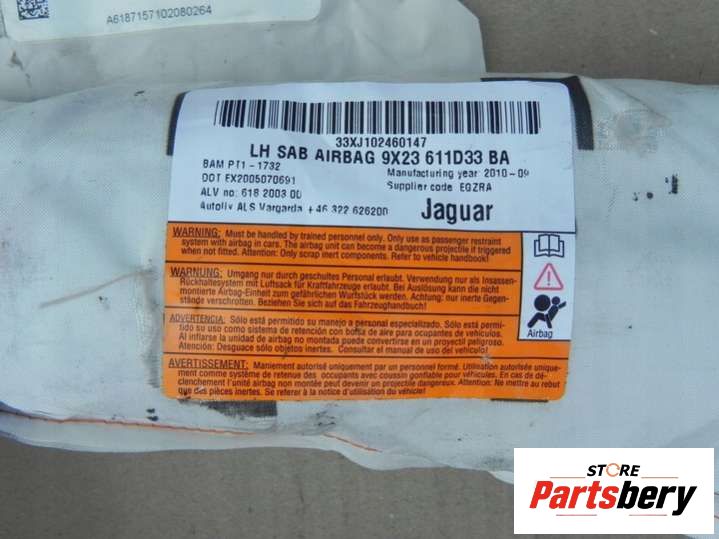 A6187157102080264
33XJ102460147
LH SAB AIRBAG 9X23 611D33 BA
BAM PT1 - 1732
Manufacturing year 2010-09
DOT FX2005070691
Supplier code EQZRA
ALV no: 618 2003 00
Autoliv ALS Vargarda +46 322 626200
Jaguar
WARNING: Must be handled by trained personnel only. Only use as passenger restraint
system with airbag in cars. The airbag unit can become a dangerous projectile if triggered
when not fitted. Attention: Only scrap inert components. Refer to vehicle handbook!
WARNUNG: Umgang nur durch geschultes Personal erlaubt. Verwendung nur als Insassen-
Rückhaltesystem mit Luftsack für Kraftfahrzeuge erlaubt. Bei Auslösung kann die nicht
montierte Airbag-Einheit zum gefährlichen Wurfstück werden. Achtung: nur inerte Gegen-
stände verschrotten. Beziehen Sie sich auf das Fahrzeughandbuch!
ADVERTENCIA: Sólo está permitido su manejo a personal especializado. Sólo está permi-
tido su uso como sistema de retención con bolsa de aire para ocupantes de vehículos.
Al inflarse la unidad de airbag no montada puede convertirse en un proyectil peligroso.
Atención: Desguace sólo objetos inertes. Consultar el manual de uso del vehículo.
AVERTISSEMENT: Maniement autorisé uniquement par un personnel formé. Utilisation unique-
ment comme système de retenue des occupants avec coussin gonflable pour véhicules. En cas de dé-
clenchement l'unité airbag non montée peut devenir un projectile dangereux. Attention: Ne mettre au rebut
que des pièces inertes. Se referer à la notice d'utilisation du véhicule!
Airbag
STORE
Partsbery